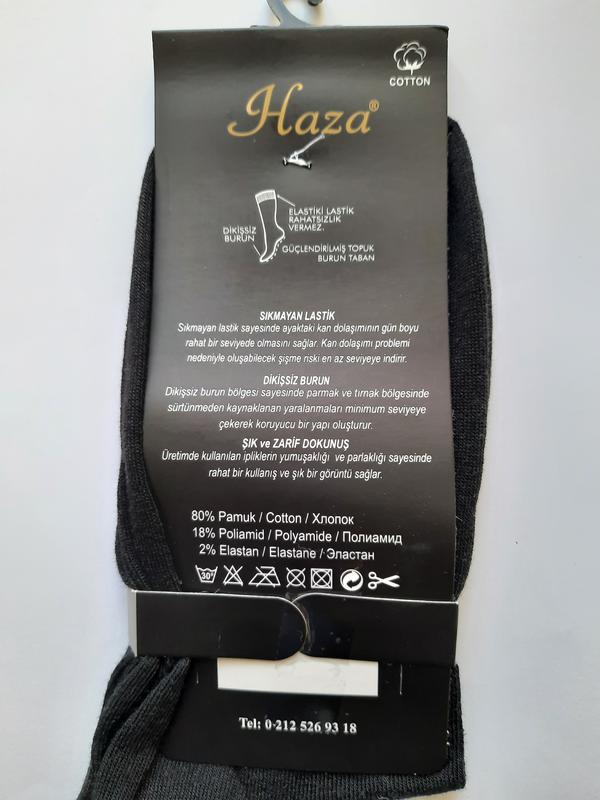 COTTON
Haza®
ELASTİKİ LASTİK
RAHATSIZLIK
VERMEZ.
DİKİŞSİZ
BURUN
GÜÇLENDİRİLMİŞ TOPUK
BURUN TABAN
SIKMAYAN LASTİK
Sıkmayan lastik sayesinde ayaktaki kan dolaşımının gün boyu
rahat bir seviyede olmasını sağlar. Kan dolaşımı problemi
nedeniyle oluşabilecek şişme riski en az seviyeye indirir.
DİKİŞSİZ BURUN
Dikişsiz burun bölgesi sayesinde parmak ve tırnak bölgesinde
sürtünmeden kaynaklanan yaralanmaları minimum seviyeye
çekerek koruyucu bir yapı oluşturur.
ŞIK ve ZARİF DOKUNUŞ
Üretimde kullanılan ipliklerin yumuşaklığı ve parlaklığı sayesinde
rahat bir kullanış ve şık bir görüntü sağlar.
80% Pamuk / Cotton / Хлопок
18% Poliamid / Polyamide / Полиамид
2% Elastan / Elastane / Эластан
30°
Tel: 0-212 526 93 18